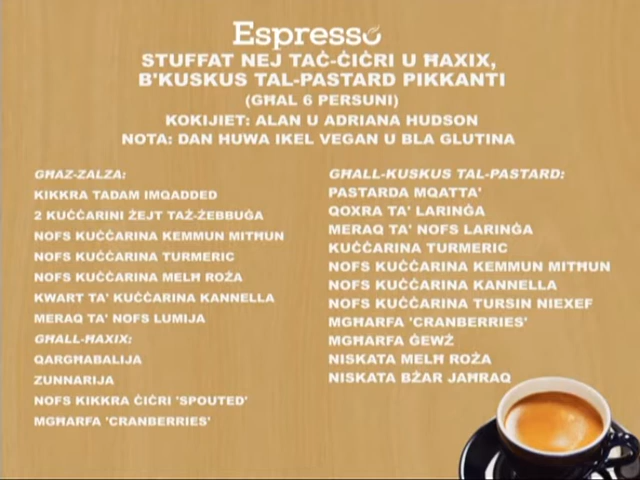 Espresso
STUFFAT NEJ TAĊ-ĊIĊRI U ĦAXIX,
B'KUSKUS TAL-PASTARD PIKKANTI
(GĦAL 6 PERSUNI)
KOKIJIET: ALAN U ADRIANA HUDSON
NOTA: DAN HUWA IKEL VEGAN U BLA GLUTINA
GĦAZ-ZALZA:
KIKKRA TADAM IMQADDED
2 KUĊĊARINI ŻEJT TAŻ-ŻEBBUĠA
NOFS KUĊĊARINA KEMMUN MITĦUN
NOFS KUĊĊARINA TURMERIC
NOFS KUĊĊARINA MELĦ ROŻA
KWART TA' KUĊĊARINA KANNELLA
MERAQ TA' NOFS LUMIJA
GĦALL-ĦAXIX:
QARGĦABALIJA
ZUNNARIJA
NOFS KIKKRA ĊIĊRI 'SPOUTED'
MGĦARFA 'CRANBERRIES'
GĦALL-KUSKUS TAL-PASTARD:
PASTARDA MQATTA'
QOXRA TA' LARINĠA
MERAQ TA' NOFS LARINĠA
KUĊĊARINA TURMERIC
NOFS KUĊĊARINA KEMMUN MITĦUN
NOFS KUĊĊARINA KANNELLA
NOFS KUĊĊARINA TURSIN NIEXEF
MGĦARFA 'CRANBERRIES'
MGĦARFA ĠEWŻ
NISKATA MELĦ ROŻA
NISKATA BŻAR JAĦRAQ